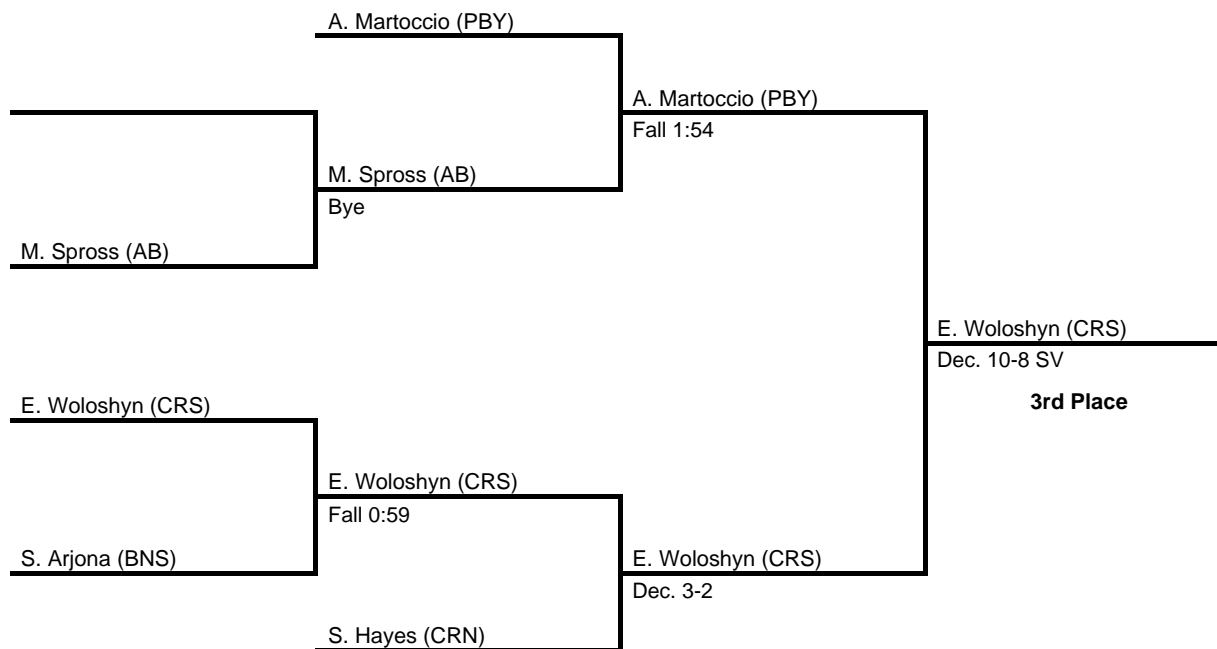 A. Martoccio (PBY)
A. Martoccio (PBY)
Fall 1:54
M. Spross (AB)
Bye
M. Spross (AB)
E. Woloshyn (CRS)
Dec. 10-8 SV
3rd Place
E. Woloshyn (CRS)
E. Woloshyn (CRS)
Fall 0:59
S. Arjona (BNS)
E. Woloshyn (CRS)
Dec. 3-2
S. Hayes (CRN)